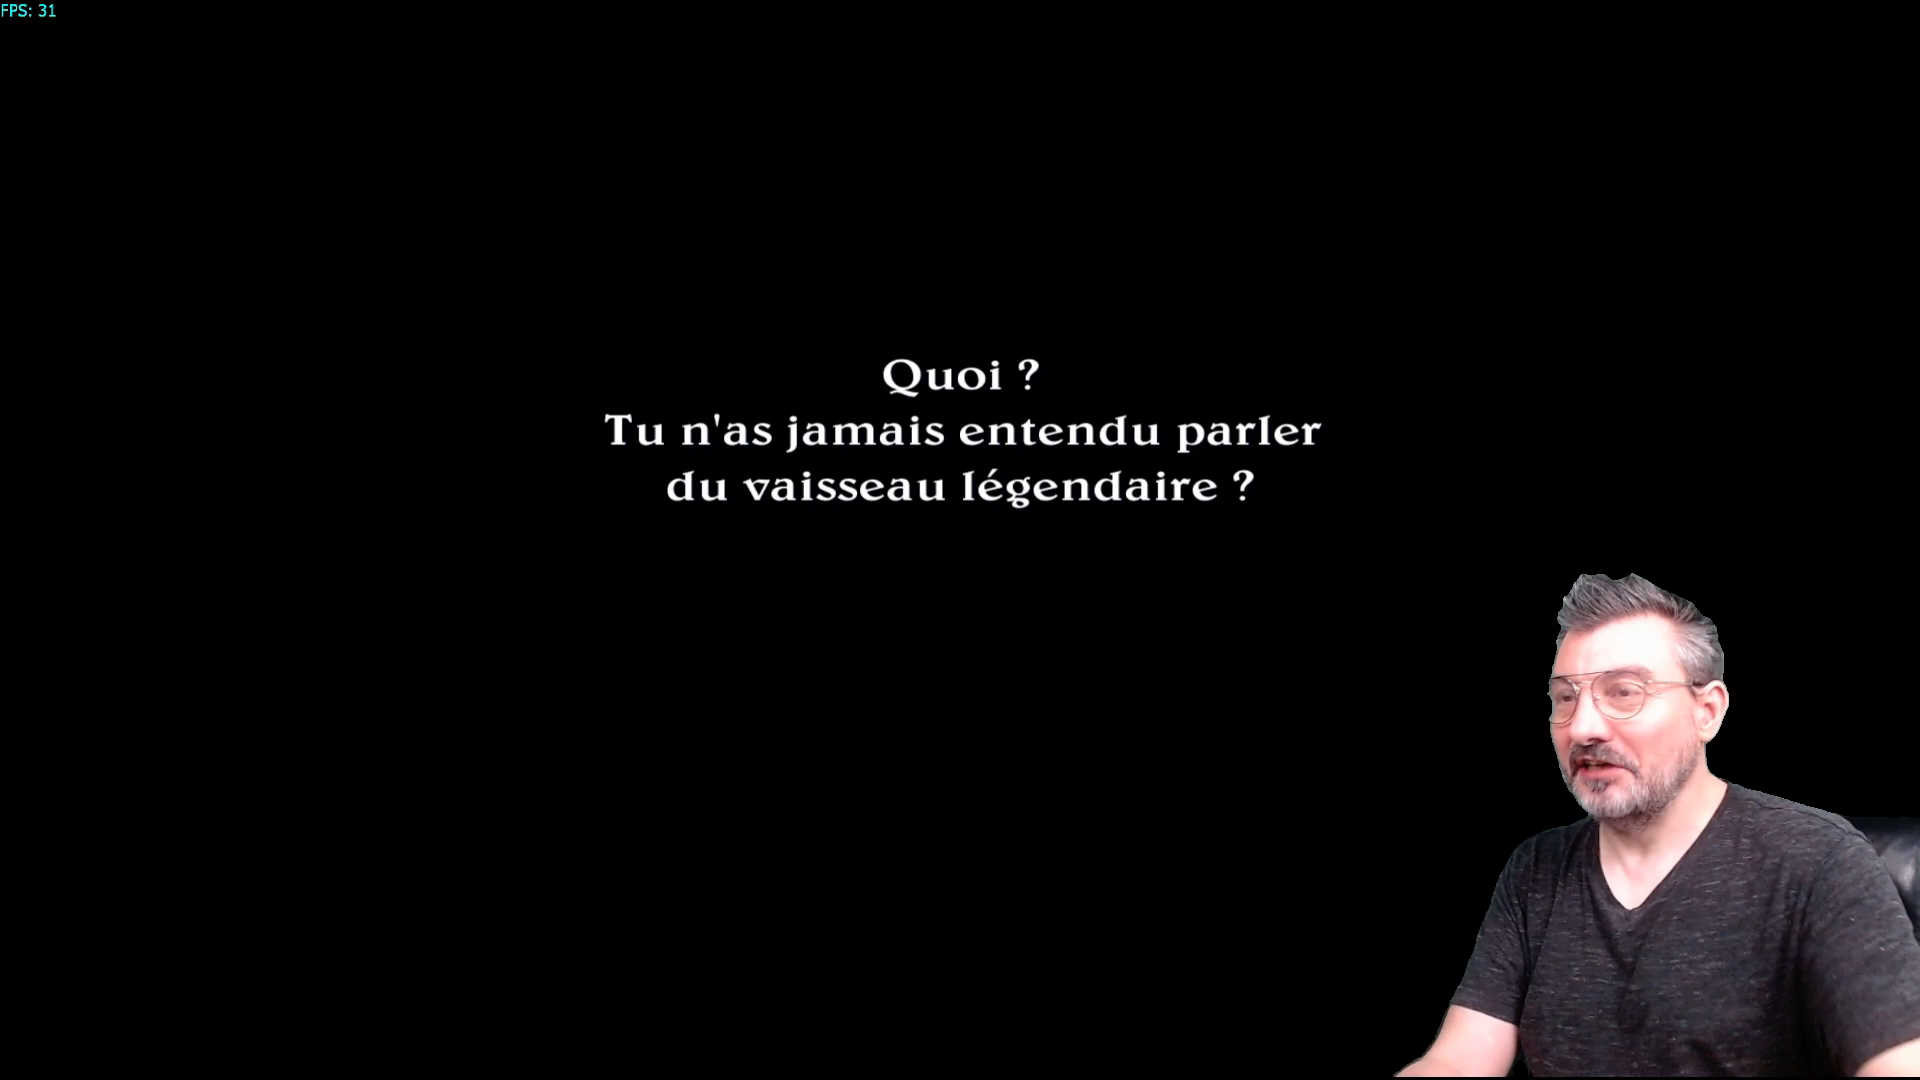 FPS: 31
Quoi ?
Tu n'as jamais entendu parler
du vaisseau légendaire ?